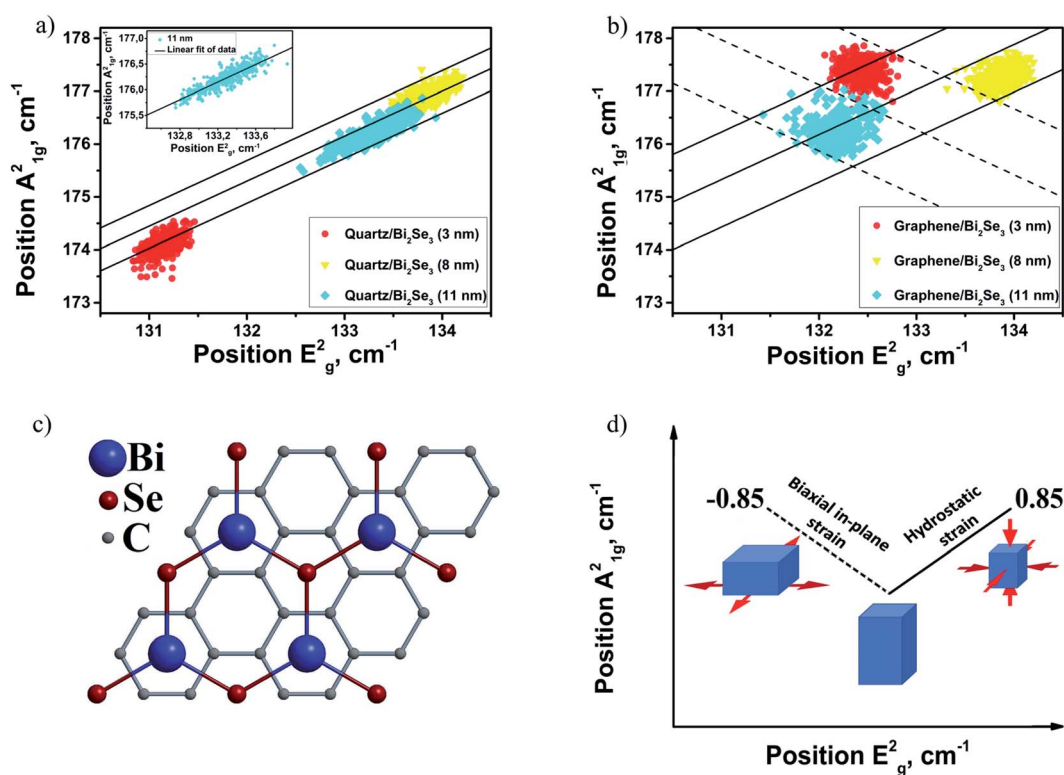 a)
Position A²₁g, cm⁻¹
178
177
176
175
174
173
131
132
133
134
Position E²g, cm⁻¹
11 nm
Linear fit of data
Position A²₁g, cm⁻¹
177,0
176,5
176,0
175,5
132,8
133,2
133,6
Position E²g, cm⁻¹
Quartz/Bi₂Se₃ (3 nm)
Quartz/Bi₂Se₃ (8 nm)
Quartz/Bi₂Se₃ (11 nm)
b)
Position A²₁g, cm⁻¹
178
177
176
175
174
173
131
132
133
134
Position E²g, cm⁻¹
Graphene/Bi₂Se₃ (3 nm)
Graphene/Bi₂Se₃ (8 nm)
Graphene/Bi₂Se₃ (11 nm)
c)
Bi
Se
C
d)
Position A²₁g, cm⁻¹
-0.85
Biaxial in-plane
strain
Hydrostatic
strain
0.85
Position E²g, cm⁻¹